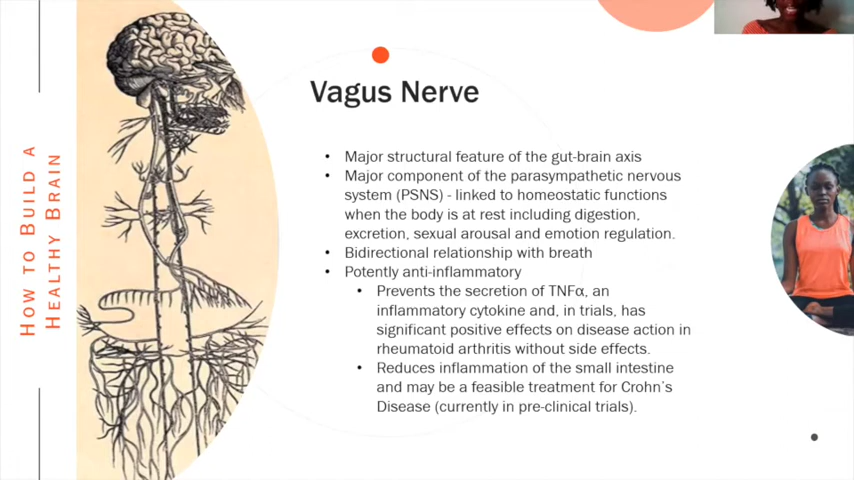 HOW TO BUILD A
HEALTHY BRAIN
Vagus Nerve
• Major structural feature of the gut-brain axis
• Major component of the parasympathetic nervous
system (PSNS) - linked to homeostatic functions
when the body is at rest including digestion,
excretion, sexual arousal and emotion regulation.
• Bidirectional relationship with breath
• Potently anti-inflammatory
• Prevents the secretion of TNFα, an
inflammatory cytokine and, in trials, has
significant positive effects on disease action in
rheumatoid arthritis without side effects.
• Reduces inflammation of the small intestine
and may be a feasible treatment for Crohn's
Disease (currently in pre-clinical trials).